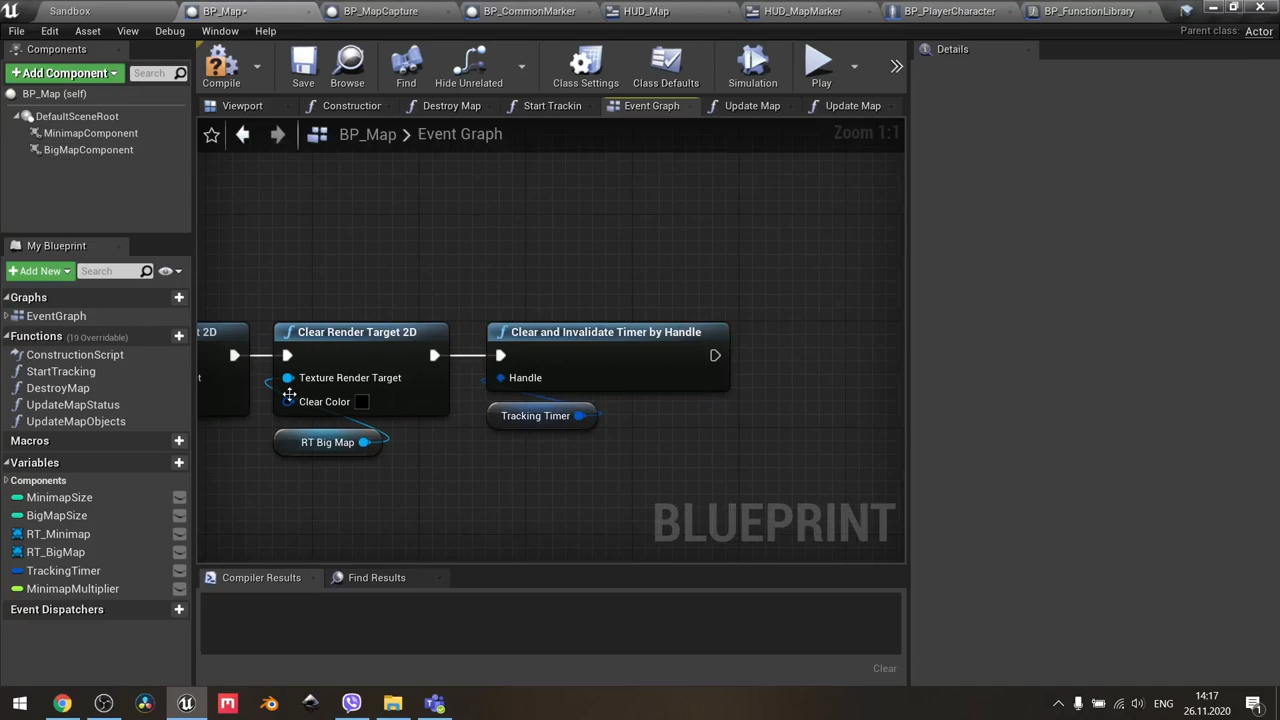 Sandbox
BP_Map*
BP_MapCapture
BP_CommonMarker
HUD_Map
HUD_MapMarker
BP_PlayerCharacter
BP_FunctionLibrary
File Edit Asset View Debug Window Help
Parent class: Actor
Components
+Add Component
Search
BP_Map (self)
DefaultSceneRoot
MinimapComponent
BigMapComponent
Compile
Save
Browse
Find
Hide Unrelated
Class Settings
Class Defaults
Simulation
Play
Details
Viewport
Construction
Destroy Map
Start Trackin
Event Graph
Update Map
Update Map
BP_Map > Event Graph
Zoom 1:1
My Blueprint
+Add New
Search
Graphs
EventGraph
Functions (19 Overridable)
ConstructionScript
StartTracking
DestroyMap
UpdateMapStatus
UpdateMapObjects
Macros
Variables
Components
MinimapSize
BigMapSize
RT_Minimap
RT_BigMap
TrackingTimer
MinimapMultiplier
Event Dispatchers
t 2D
t
f Clear Render Target 2D
Texture Render Target
Clear Color
RT Big Map
f Clear and Invalidate Timer by Handle
Handle
Tracking Timer
BLUEPRINT
Compiler Results
Find Results
Clear
ENG
14:17
26.11.2020
1